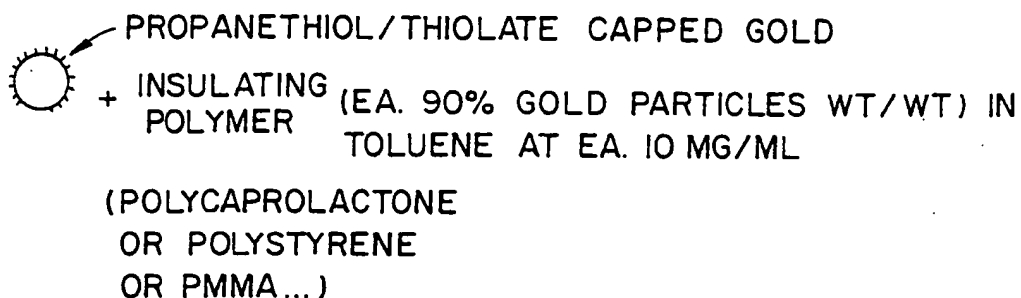 PROPANETHIOL/THIOLATE CAPPED GOLD
+ INSULATING POLYMER (EA. 90% GOLD PARTICLES WT/WT) IN
TOLUENE AT EA. 10 MG/ML
(POLYCAPROLACTONE
OR POLYSTYRENE
OR PMMA...)